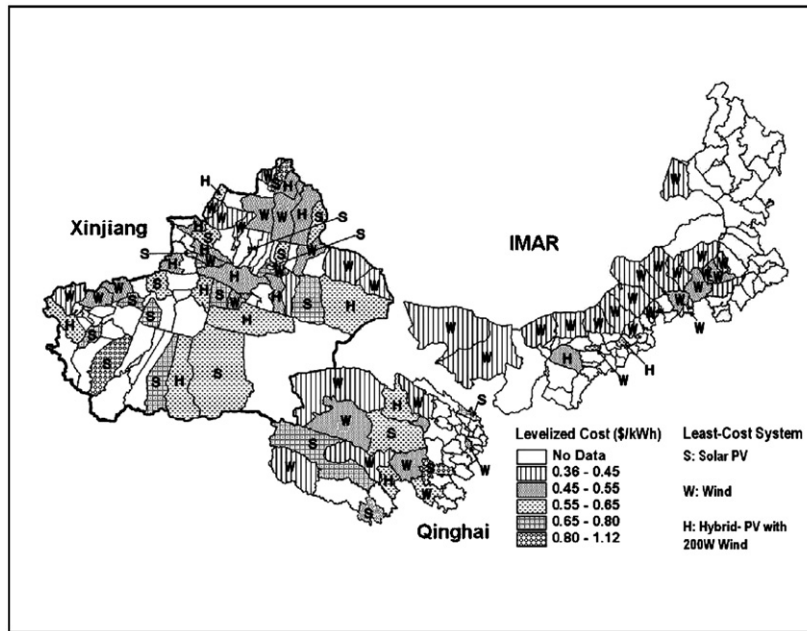 Xinjiang
IMAR
Qinghai
H
S
S
S
S
W
H
W
Levelized Cost ($/kWh)
No Data
0.36 - 0.45
0.45 - 0.55
0.55 - 0.65
0.65 - 0.80
0.80 - 1.12
Least-Cost System
S: Solar PV
W: Wind
H: Hybrid- PV with
200W Wind